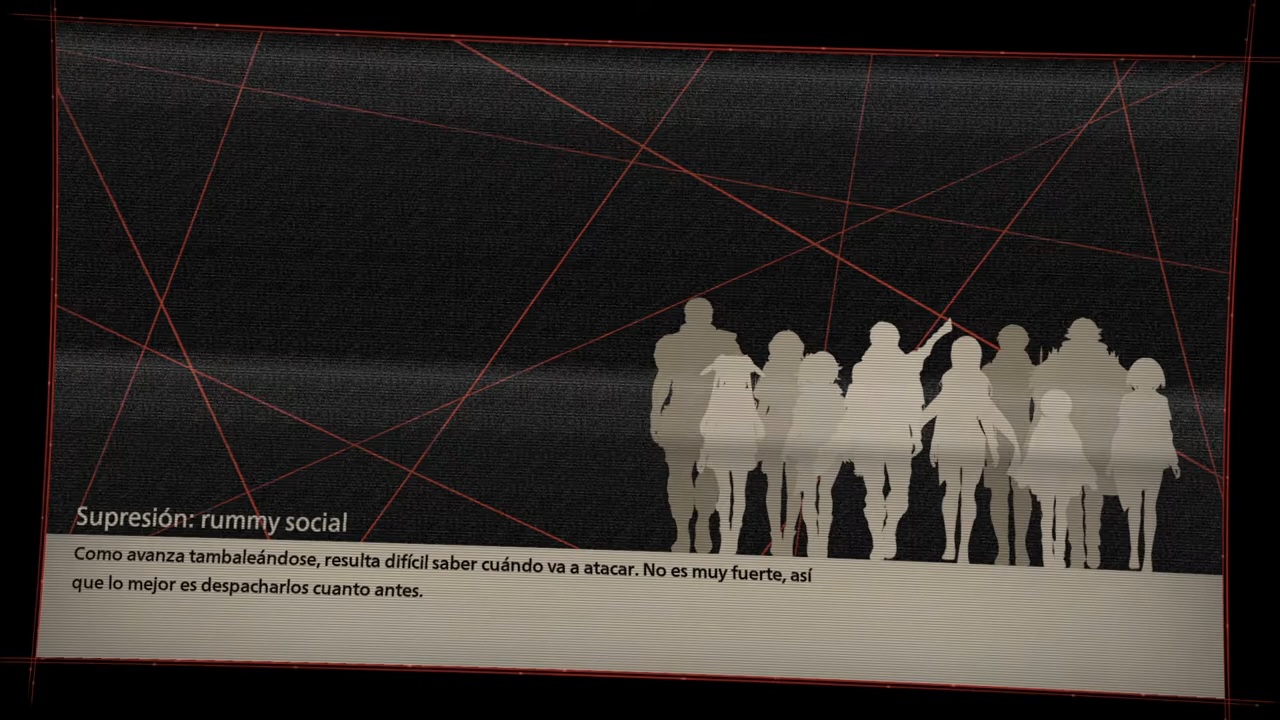 Supresión: rummy social
Como avanza tambaleándose, resulta difícil saber cuándo va a atacar. No es muy fuerte, así
que lo mejor es despacharlos cuanto antes.